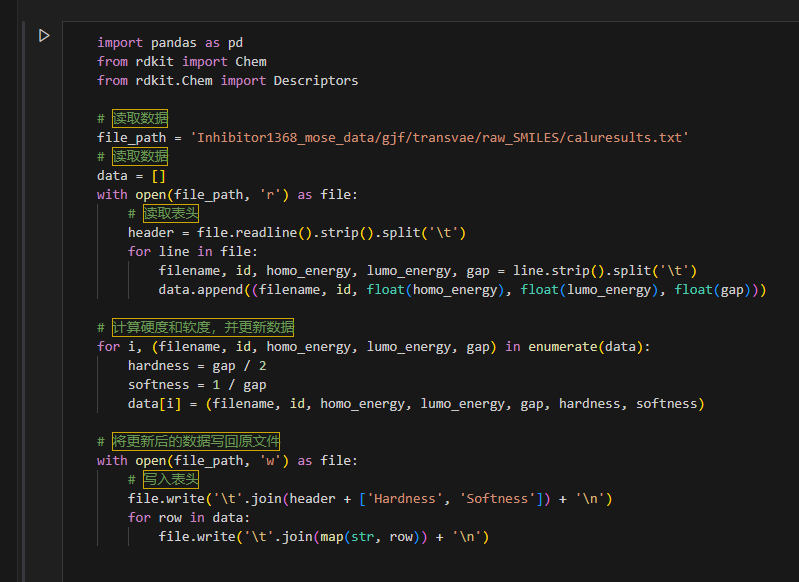 import pandas as pd
from rdkit import Chem
from rdkit.Chem import Descriptors
# 读取数据
file_path = 'Inhibitor1368_mose_data/gjf/transvae/raw_SMILES/caluresults.txt'
# 读取数据
data = []
with open(file_path, 'r') as file:
# 读取表头
header = file.readline().strip().split('\t')
for line in file:
filename, id, homo_energy, lumo_energy, gap = line.strip().split('\t')
data.append((filename, id, float(homo_energy), float(lumo_energy), float(gap)))
# 计算硬度和软度，并更新数据
for i, (filename, id, homo_energy, lumo_energy, gap) in enumerate(data):
hardness = gap / 2
softness = 1 / gap
data[i] = (filename, id, homo_energy, lumo_energy, gap, hardness, softness)
# 将更新后的数据写回原文件
with open(file_path, 'w') as file:
# 写入表头
file.write('\t'.join(header + ['Hardness', 'Softness']) + '\n')
for row in data:
file.write('\t'.join(map(str, row)) + '\n')